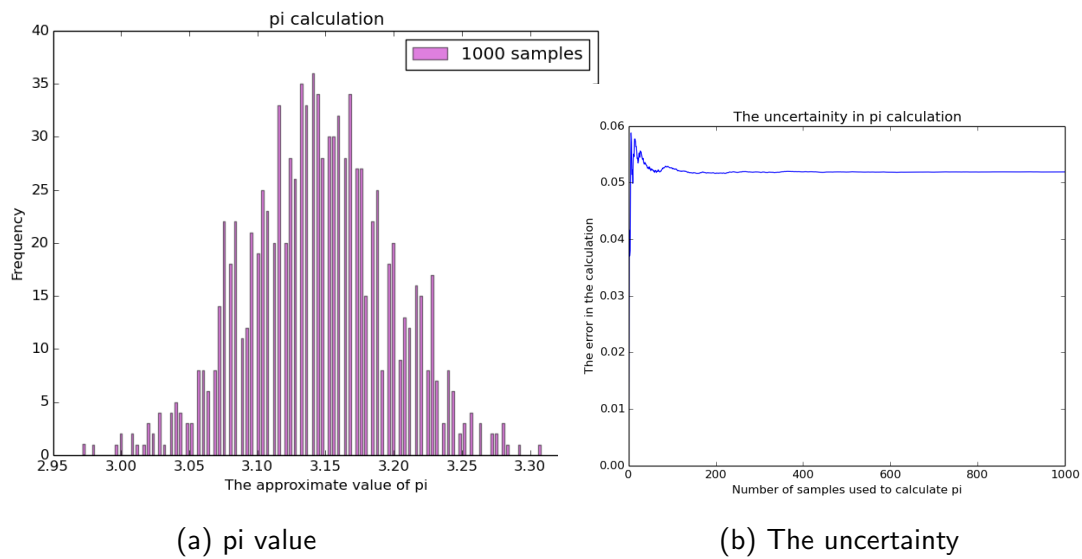 pi calculation
40
1000 samples
35
30
25
20
15
10
5
0
Frequency
2.95 3.00 3.05 3.10 3.15 3.20 3.25 3.30
The approximate value of pi
(a) pi value
The uncertainity in pi calculation
0.06
0.05
0.04
0.03
0.02
0.01
0.00
The error in the calculation
0 200 400 600 800 1000
Number of samples used to calculate pi
(b) The uncertainty